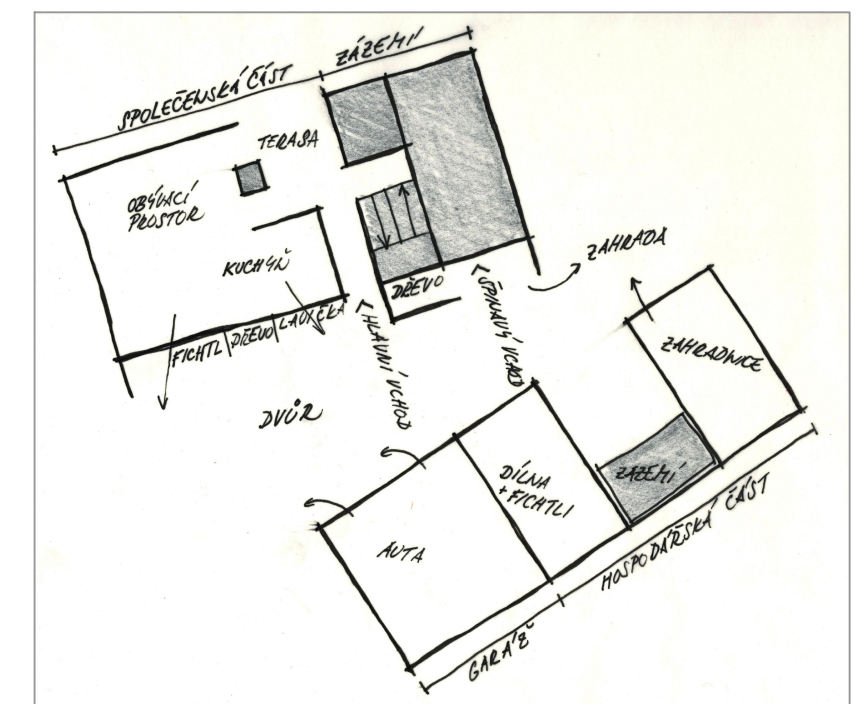 SPOLEČENSKÁ ČÁST
ZÁZEMÍ
TERASA
OBÝVACÍ
PROSTOR
KUCHYŇ
DŘEVO
ZAHRADA
FICHTL
DŘEVO
LAVIČKA
HLAVNÍ VCHOD
ŠPINAVÝ VCHOD
DVŮR
ZAHRADNICE
DÍLNA
+ FICHTLI
ZÁZEMÍ
AUTA
HOSPODÁŘSKÁ ČÁST
GARÁŽ